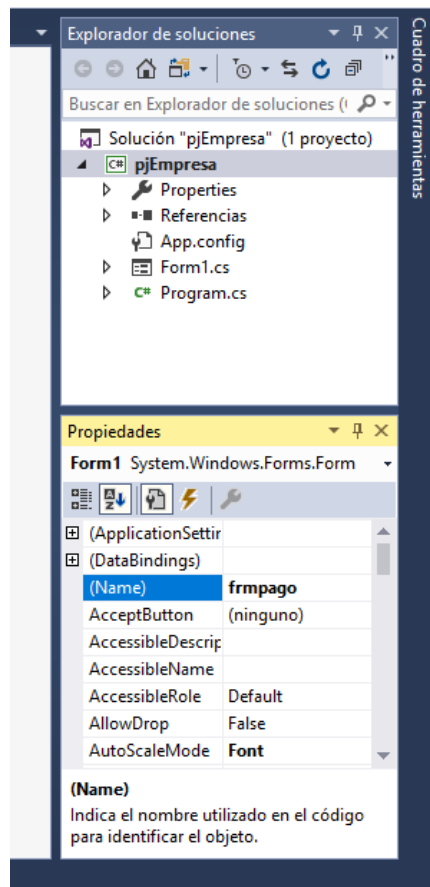 Explorador de soluciones
Buscar en Explorador de soluciones (
Solución "pjEmpresa" (1 proyecto)
C# pjEmpresa
Properties
Referencias
App.config
Form1.cs
C# Program.cs
Cuadro de herramientas
Propiedades
Form1 System.Windows.Forms.Form
(ApplicationSettir
(DataBindings)
(Name) frmpago
AcceptButton (ninguno)
AccessibleDescrip
AccessibleName
AccessibleRole Default
AllowDrop False
AutoScaleMode Font
(Name)
Indica el nombre utilizado en el código
para identificar el objeto.